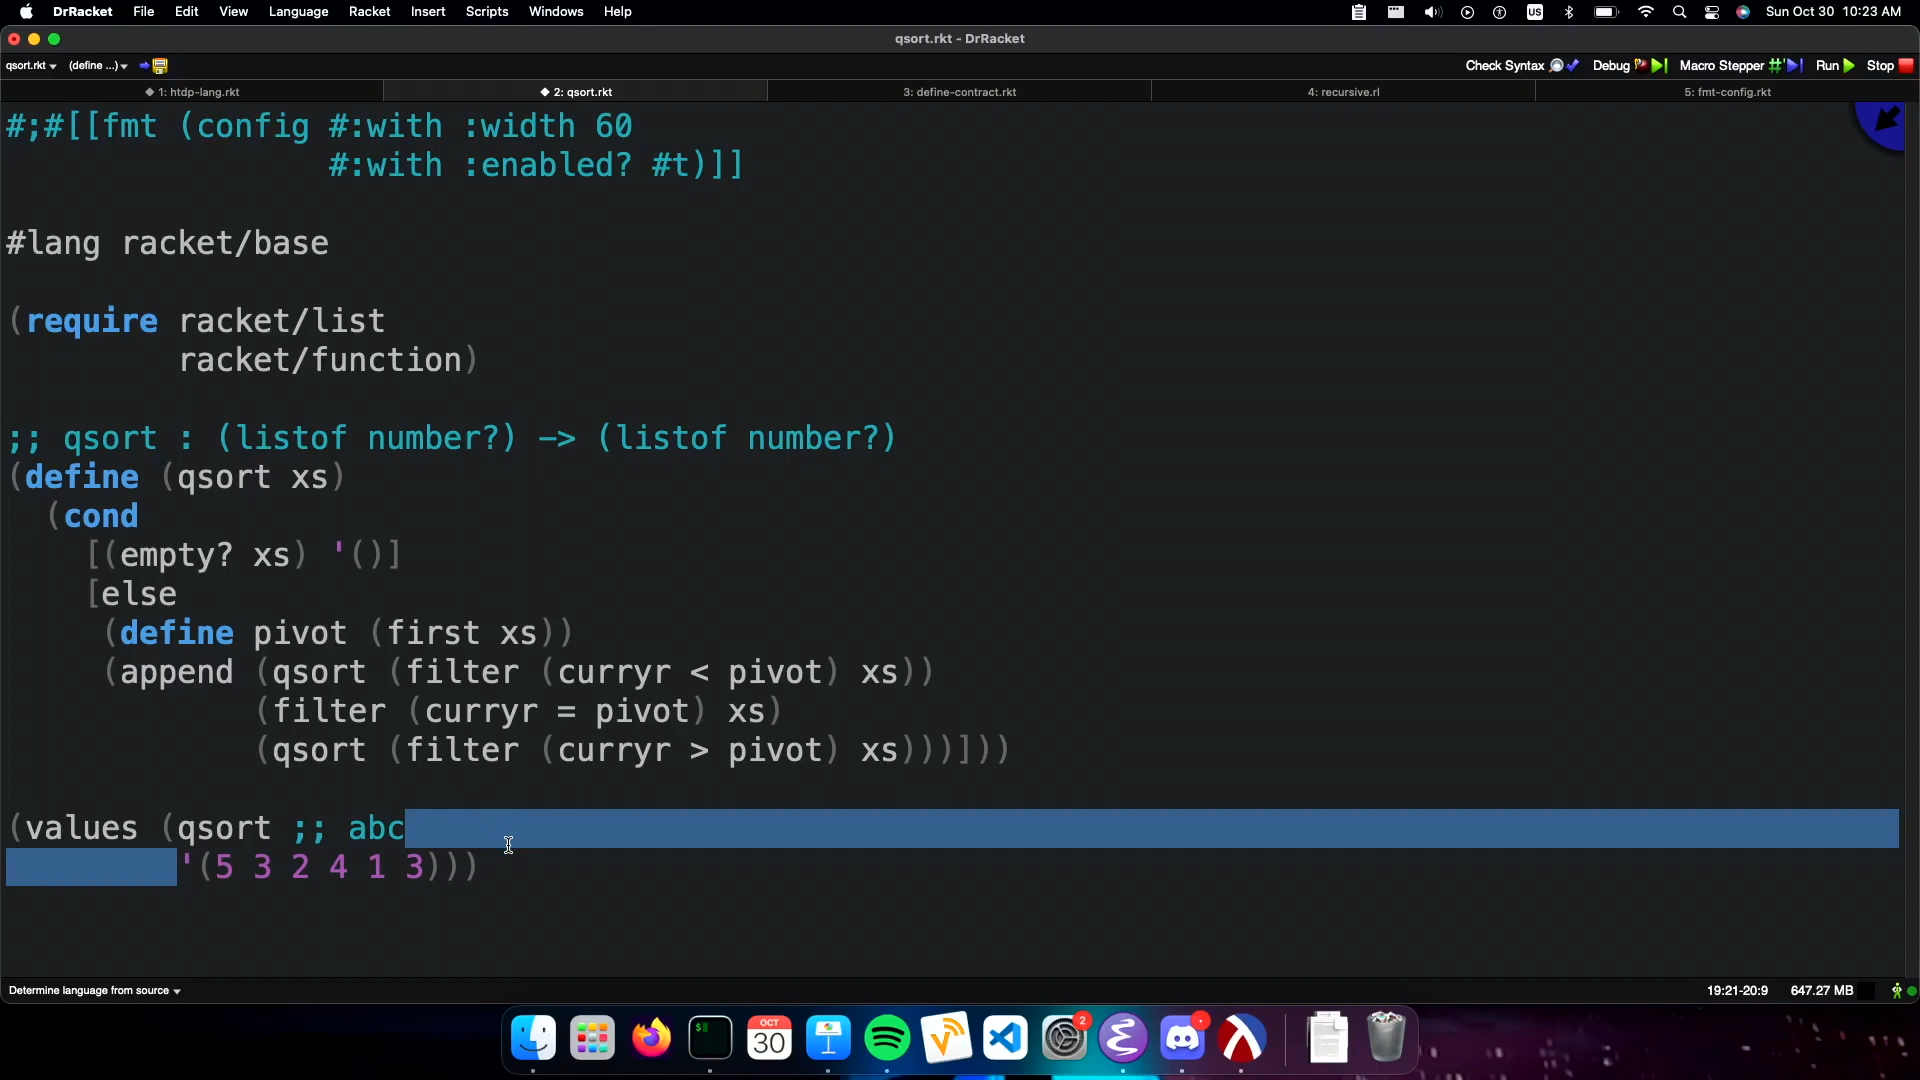 DrRacket File Edit View Language Racket Insert Scripts Windows Help US Sun Oct 30 10:23 AM
qsort.rkt - DrRacket
qsort.rkt (define ...) Check Syntax Debug Macro Stepper Run Stop
1: htdp-lang.rkt 2: qsort.rkt 3: define-contract.rkt 4: recursive.rl 5: fmt-config.rkt
#;#[[fmt (config #:with :width 60
#:with :enabled? #t)]]
#lang racket/base
(require racket/list
racket/function)
;; qsort : (listof number?) -> (listof number?)
(define (qsort xs)
(cond
[(empty? xs) '()]
[else
(define pivot (first xs))
(append (qsort (filter (curryr < pivot) xs))
(filter (curryr = pivot) xs)
(qsort (filter (curryr > pivot) xs)))]))
(values (qsort ;; abc
'(5 3 2 4 1 3)))
Determine language from source 19:21-20:9 647.27 MB
OCT
30
2